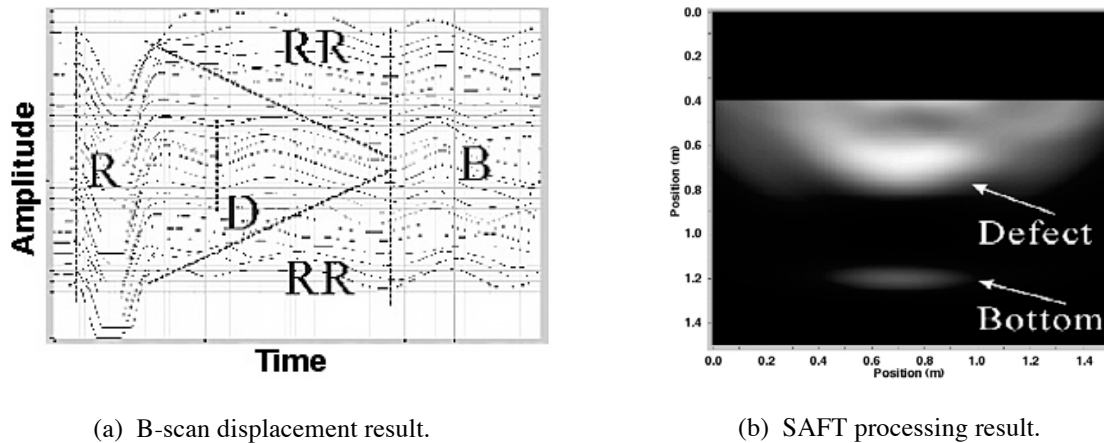 RR
R
B
D
RR
Amplitude
Time
0.0
0.2
0.4
0.6
0.8
1.0
1.2
1.4
Position (m)
Defect
Bottom
0.0 0.2 0.4 0.6 0.8 1.0 1.2 1.4
Position (m)
(a) B-scan displacement result.
(b) SAFT processing result.